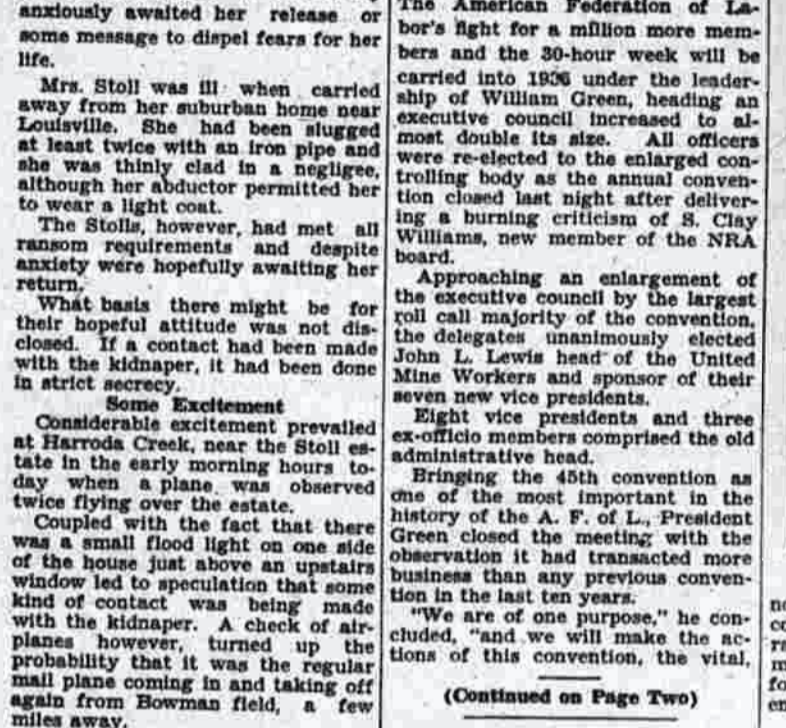 anxiously awaited her release or
some message to dispel fears for her
life.
Mrs. Stoll was ill when carried
away from her suburban home near
Louisville. She had been slugged
at least twice with an iron pipe and
she was thinly clad in a negligee,
although her abductor permitted her
to wear a light coat.
The Stolls, however, had met all
ransom requirements and despite
anxiety were hopefully awaiting her
return.
What basis there might be for
their hopeful attitude was not dis-
closed. If a contact had been made
with the kidnaper, it had been done
in strict secrecy.
Some Excitement
Considerable excitement prevailed
at Harrods Creek, near the Stoll es-
tate in the early morning hours to-
day when a plane was observed
twice flying over the estate.
Coupled with the fact that there
was a small flood light on one side
of the house just above an upstairs
window led to speculation that some
kind of contact was being made
with the kidnaper. A check of air-
planes however, turned up the
probability that it was the regular
mail plane coming in and taking off
again from Bowman field, a few
miles away.
The American Federation of La-
bor's fight for a million more mem-
bers and the 30-hour week will be
carried into 1936 under the leader-
ship of William Green, heading an
executive council increased to al-
most double its size. All officers
were re-elected to the enlarged con-
trolling body as the annual conven-
tion closed last night after deliver-
ing a burning criticism of S. Clay
Williams, new member of the NRA
board.
Approaching an enlargement of
the executive council by the largest
roll call majority of the convention,
the delegates unanimously elected
John L. Lewis head of the United
Mine Workers and sponsor of their
seven new vice presidents.
Eight vice presidents and three
ex-officio members comprised the old
administrative head.
Bringing the 45th convention as
one of the most important in the
history of the A. F. of L., President
Green closed the meeting with the
observation it had transacted more
business than any previous conven-
tion in the last ten years.
"We are of one purpose," he con-
cluded, "and we will make the ac-
tions of this convention, the vital,
(Continued on Page Two)